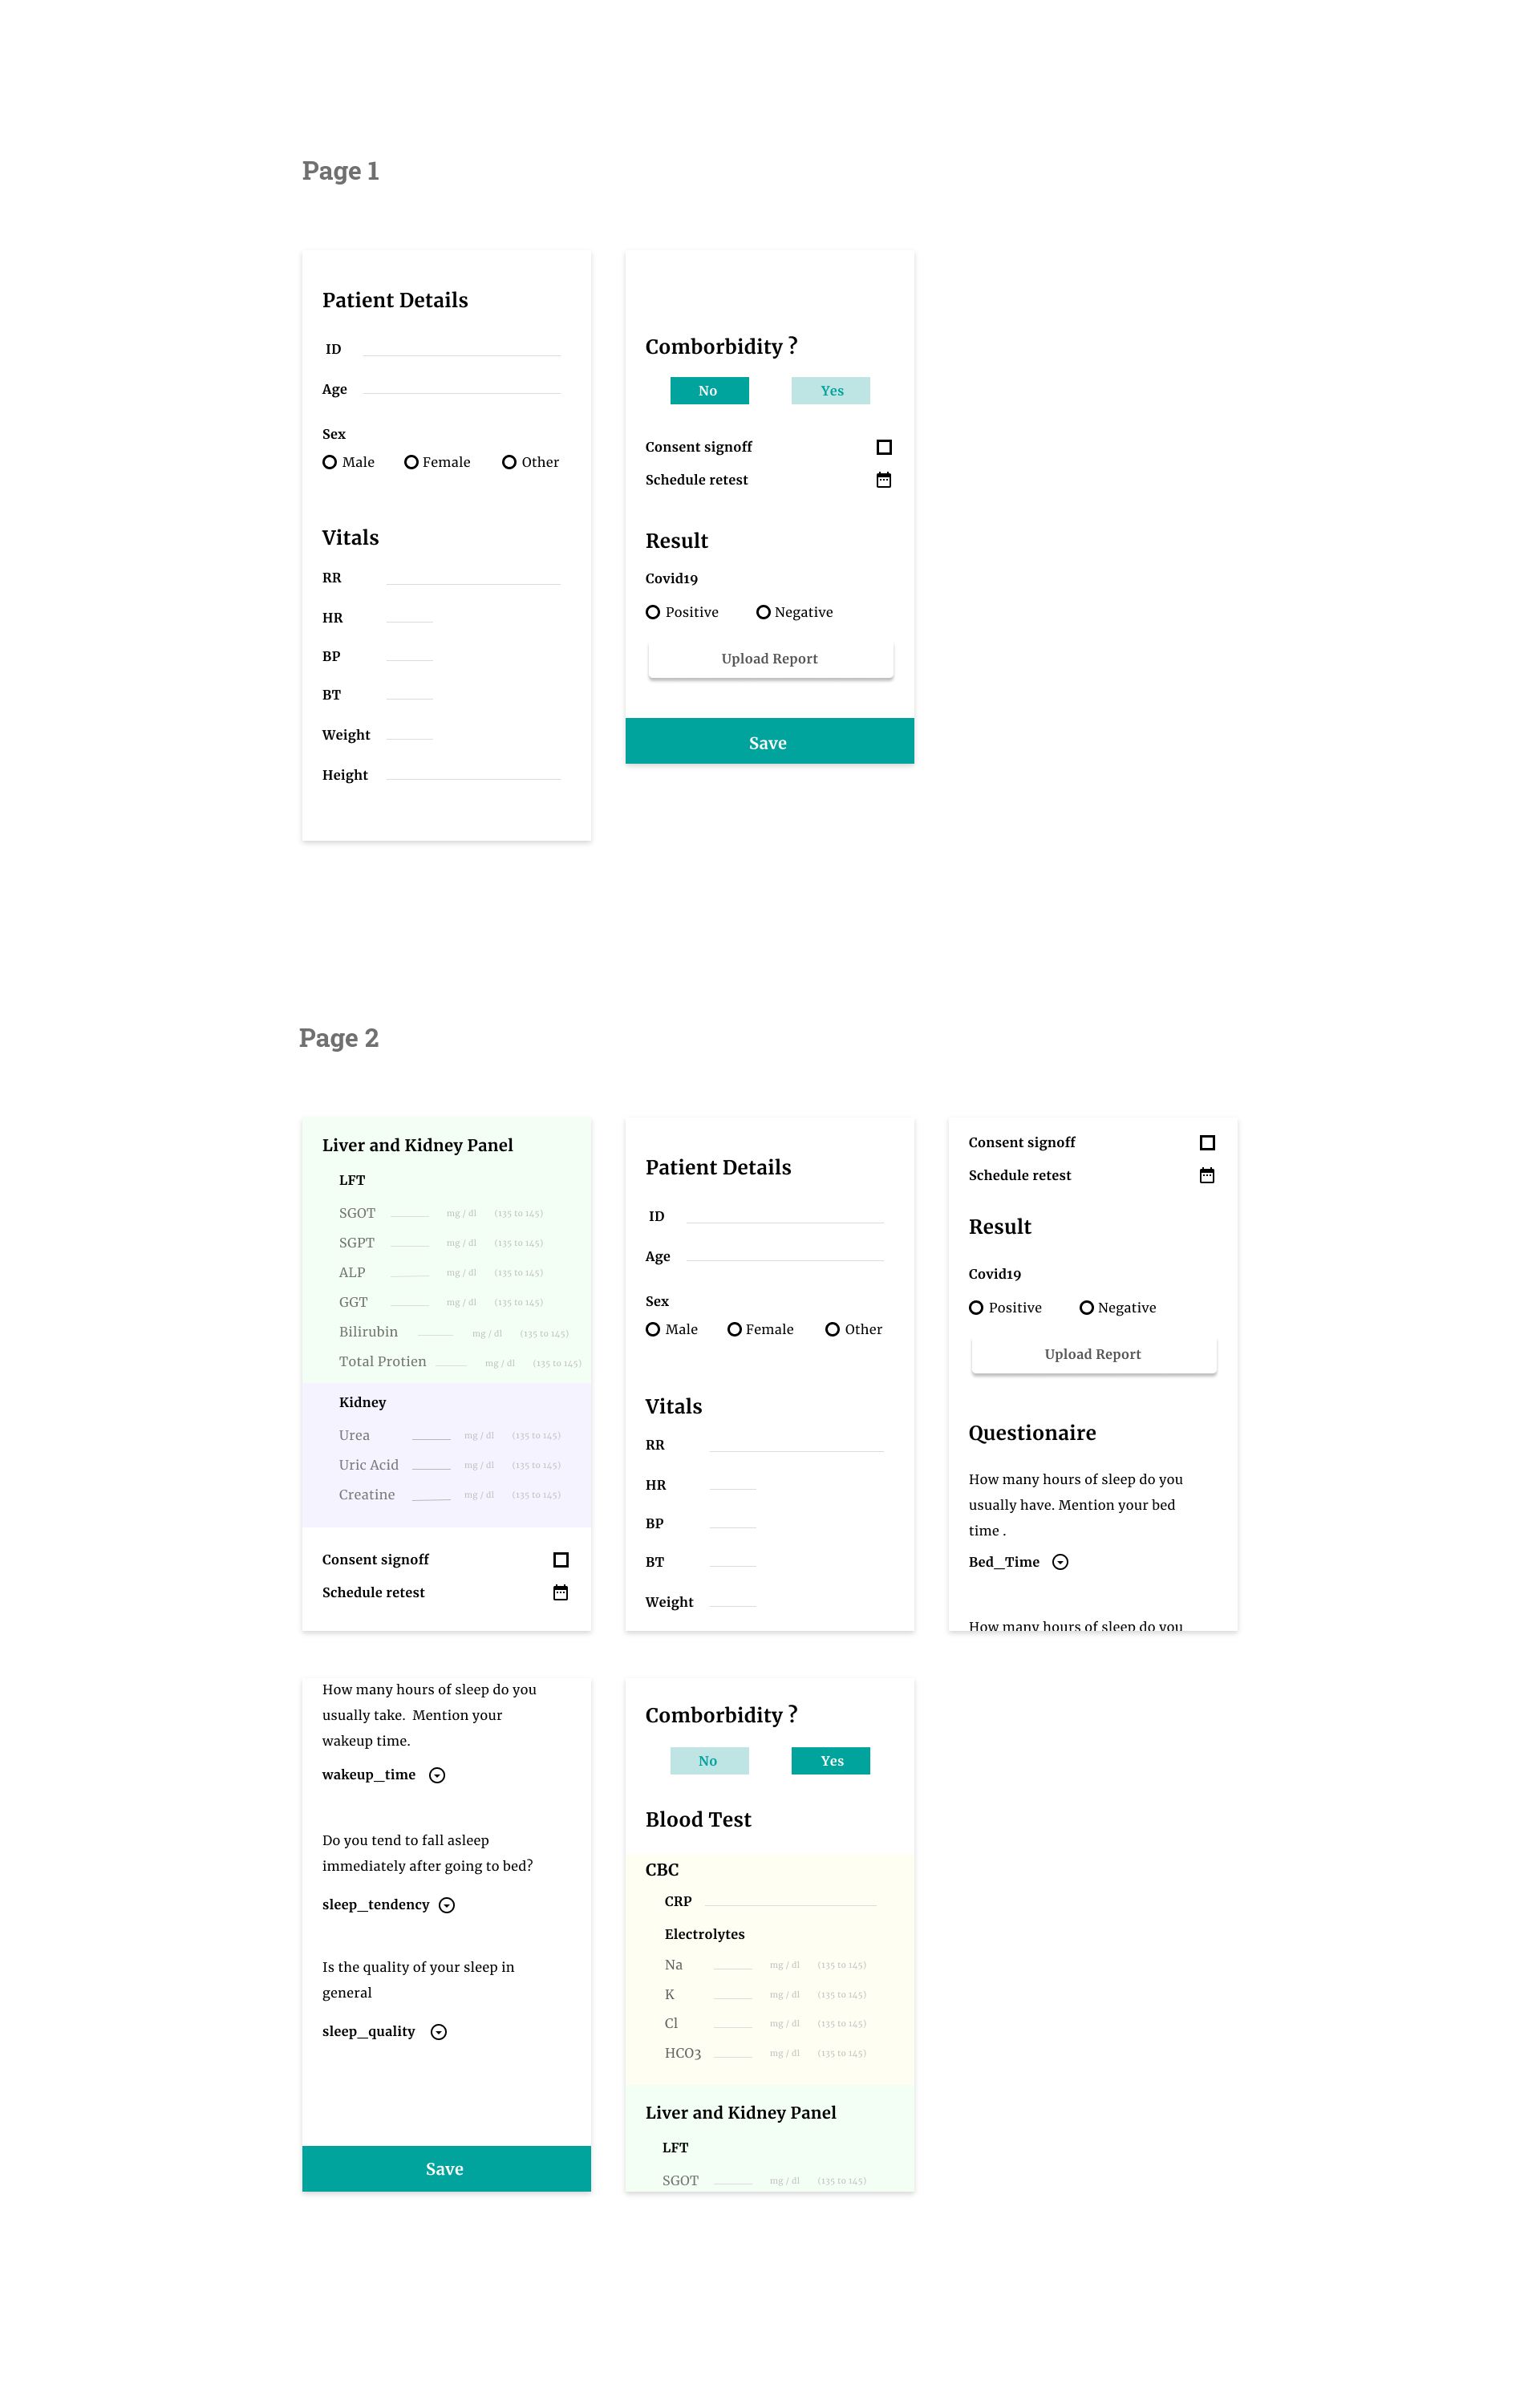 Page 1
Patient Details
ID
Age
Sex
Male Female Other
Vitals
RR
HR
BP
BT
Weight
Height
Comborbidity ?
No Yes
Consent signoff
Schedule retest
Result
Covid19
Positive Negative
Upload Report
Save
Page 2
Liver and Kidney Panel
LFT
SGOT mg / dl (135 to 145)
SGPT mg / dl (135 to 145)
ALP mg / dl (135 to 145)
GGT mg / dl (135 to 145)
Bilirubin mg / dl (135 to 145)
Total Protien mg / dl (135 to 145)
Kidney
Urea mg / dl (135 to 145)
Uric Acid mg / dl (135 to 145)
Creatine mg / dl (135 to 145)
Consent signoff
Schedule retest
Patient Details
ID
Age
Sex
Male Female Other
Vitals
RR
HR
BP
BT
Weight
Consent signoff
Schedule retest
Result
Covid19
Positive Negative
Upload Report
Questionaire
How many hours of sleep do you
usually have. Mention your bed
time .
Bed_Time
How many hours of sleep do you
How many hours of sleep do you
usually take. Mention your
wakeup time.
wakeup_time
Do you tend to fall asleep
immediately after going to bed?
sleep_tendency
Is the quality of your sleep in
general
sleep_quality
Save
Comborbidity ?
No Yes
Blood Test
CBC
CRP
Electrolytes
Na mg / dl (135 to 145)
K mg / dl (135 to 145)
Cl mg / dl (135 to 145)
HCO3 mg / dl (135 to 145)
Liver and Kidney Panel
LFT
SGOT mg / dl (135 to 145)